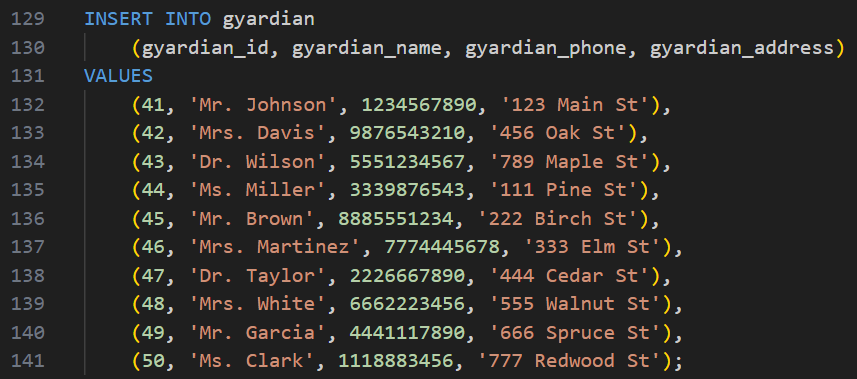 129 INSERT INTO gyardian
130 (gyardian_id, gyardian_name, gyardian_phone, gyardian_address)
131 VALUES
132 (41, 'Mr. Johnson', 1234567890, '123 Main St'),
133 (42, 'Mrs. Davis', 9876543210, '456 Oak St'),
134 (43, 'Dr. Wilson', 5551234567, '789 Maple St'),
135 (44, 'Ms. Miller', 3339876543, '111 Pine St'),
136 (45, 'Mr. Brown', 8885551234, '222 Birch St'),
137 (46, 'Mrs. Martinez', 7774445678, '333 Elm St'),
138 (47, 'Dr. Taylor', 2226667890, '444 Cedar St'),
139 (48, 'Mrs. White', 6662223456, '555 Walnut St'),
140 (49, 'Mr. Garcia', 4441117890, '666 Spruce St'),
141 (50, 'Ms. Clark', 1118883456, '777 Redwood St');